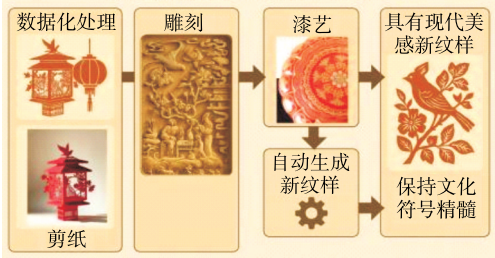 数据化处理
剪纸
雕刻
漆艺
自动生成
新纹样
具有现代美
感新纹样
保持文化
符号精髓